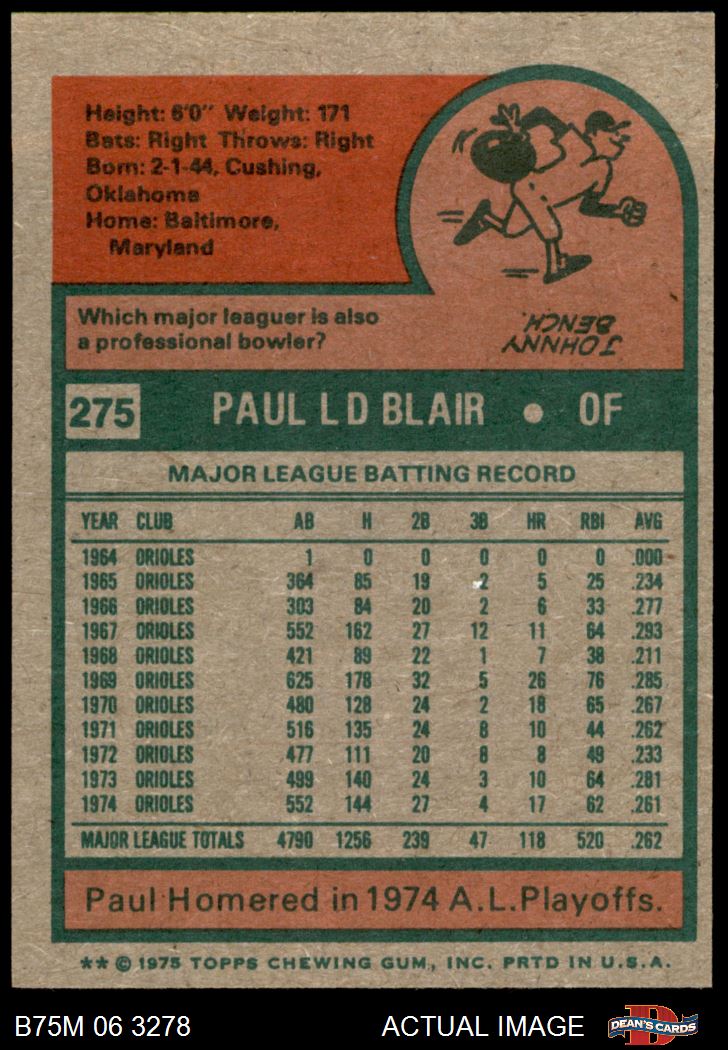 Height: 6'0" Weight: 171
Bats: Right Throws: Right
Born: 2-1-44, Cushing,
Oklahoma
Home: Baltimore,
Maryland
Which major leaguer is also
a professional bowler?
JOHNNY
BENCH.
275 PAUL L D BLAIR • OF
MAJOR LEAGUE BATTING RECORD
YEAR CLUB AB H 2B 3B HR RBI AVG
1964 ORIOLES 1 0 0 0 0 0 .000
1965 ORIOLES 364 85 19 2 5 25 .234
1966 ORIOLES 303 84 20 2 6 33 .277
1967 ORIOLES 552 162 27 12 11 64 .293
1968 ORIOLES 421 89 22 1 7 38 .211
1969 ORIOLES 625 178 32 5 26 76 .285
1970 ORIOLES 480 128 24 2 18 65 .267
1971 ORIOLES 516 135 24 8 10 44 .262
1972 ORIOLES 477 111 20 8 8 49 .233
1973 ORIOLES 499 140 24 3 10 64 .281
1974 ORIOLES 552 144 27 4 17 62 .261
MAJOR LEAGUE TOTALS 4790 1256 239 47 118 520 .262
Paul Homered in 1974 A.L. Playoffs.
** © 1975 TOPPS CHEWING GUM, INC. PRTD IN U.S.A.
B75M 06 3278 ACTUAL IMAGE DEAN'S CARDS